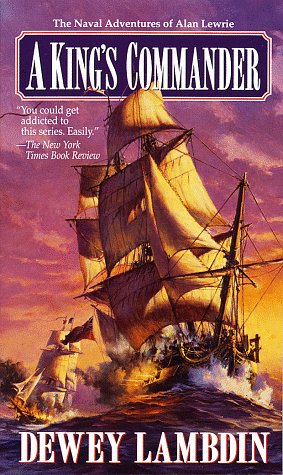 The Naval Adventures of Alan Lewrie
A KING'S COMMANDER
"You could get
addicted to
this series. Easily."
—The New York
Times Book Review
DEWEY LAMBDIN